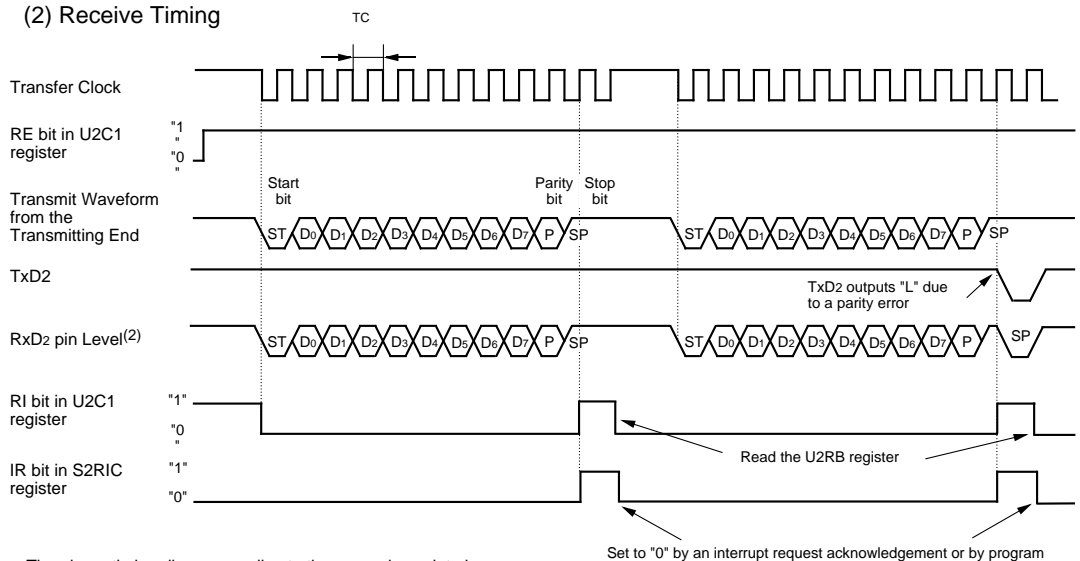 (2) Receive Timing
TC
Transfer Clock
RE bit in U2C1
register
"1
"
"0
"
Start
bit
Parity
bit
Stop
bit
Transmit Waveform
from the
Transmitting End
ST D0 D1 D2 D3 D4 D5 D6 D7 P SP ST D0 D1 D2 D3 D4 D5 D6 D7 P SP
TxD2
TxD2 outputs "L" due
to a parity error
RxD2 pin Level(2)
ST D0 D1 D2 D3 D4 D5 D6 D7 P SP ST D0 D1 D2 D3 D4 D5 D6 D7 P SP
RI bit in U2C1
register
"1"
"0
"
Read the U2RB register
IR bit in S2RIC
register
"1"
"0"
Set to "0" by an interrupt request acknowledgement or by program